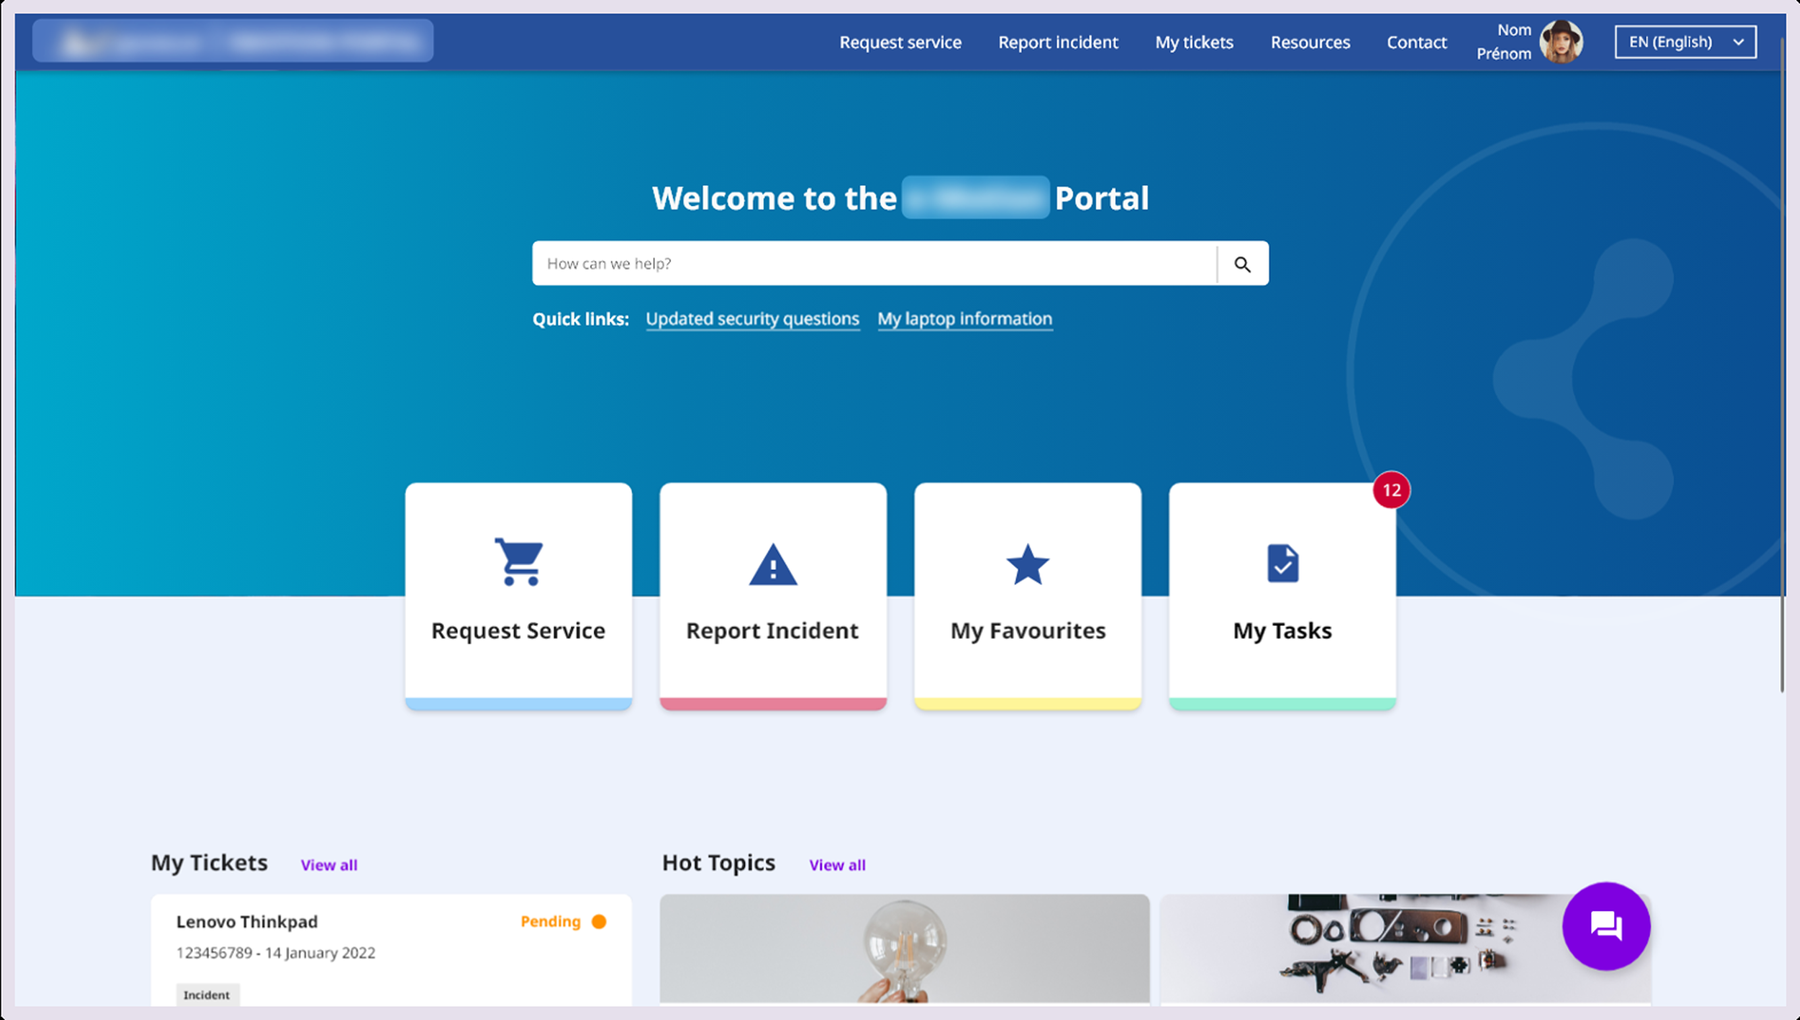 Request service
Report incident
My tickets
Resources
Contact
Nom
Prénom
EN (English)
Welcome to the
Portal
How can we help?
Quick links: Updated security questions My laptop information
12
Request Service
Report Incident
My Favourites
My Tasks
My Tickets View all
Hot Topics View all
Lenovo Thinkpad
Pending
123456789 - 14 January 2022
Incident